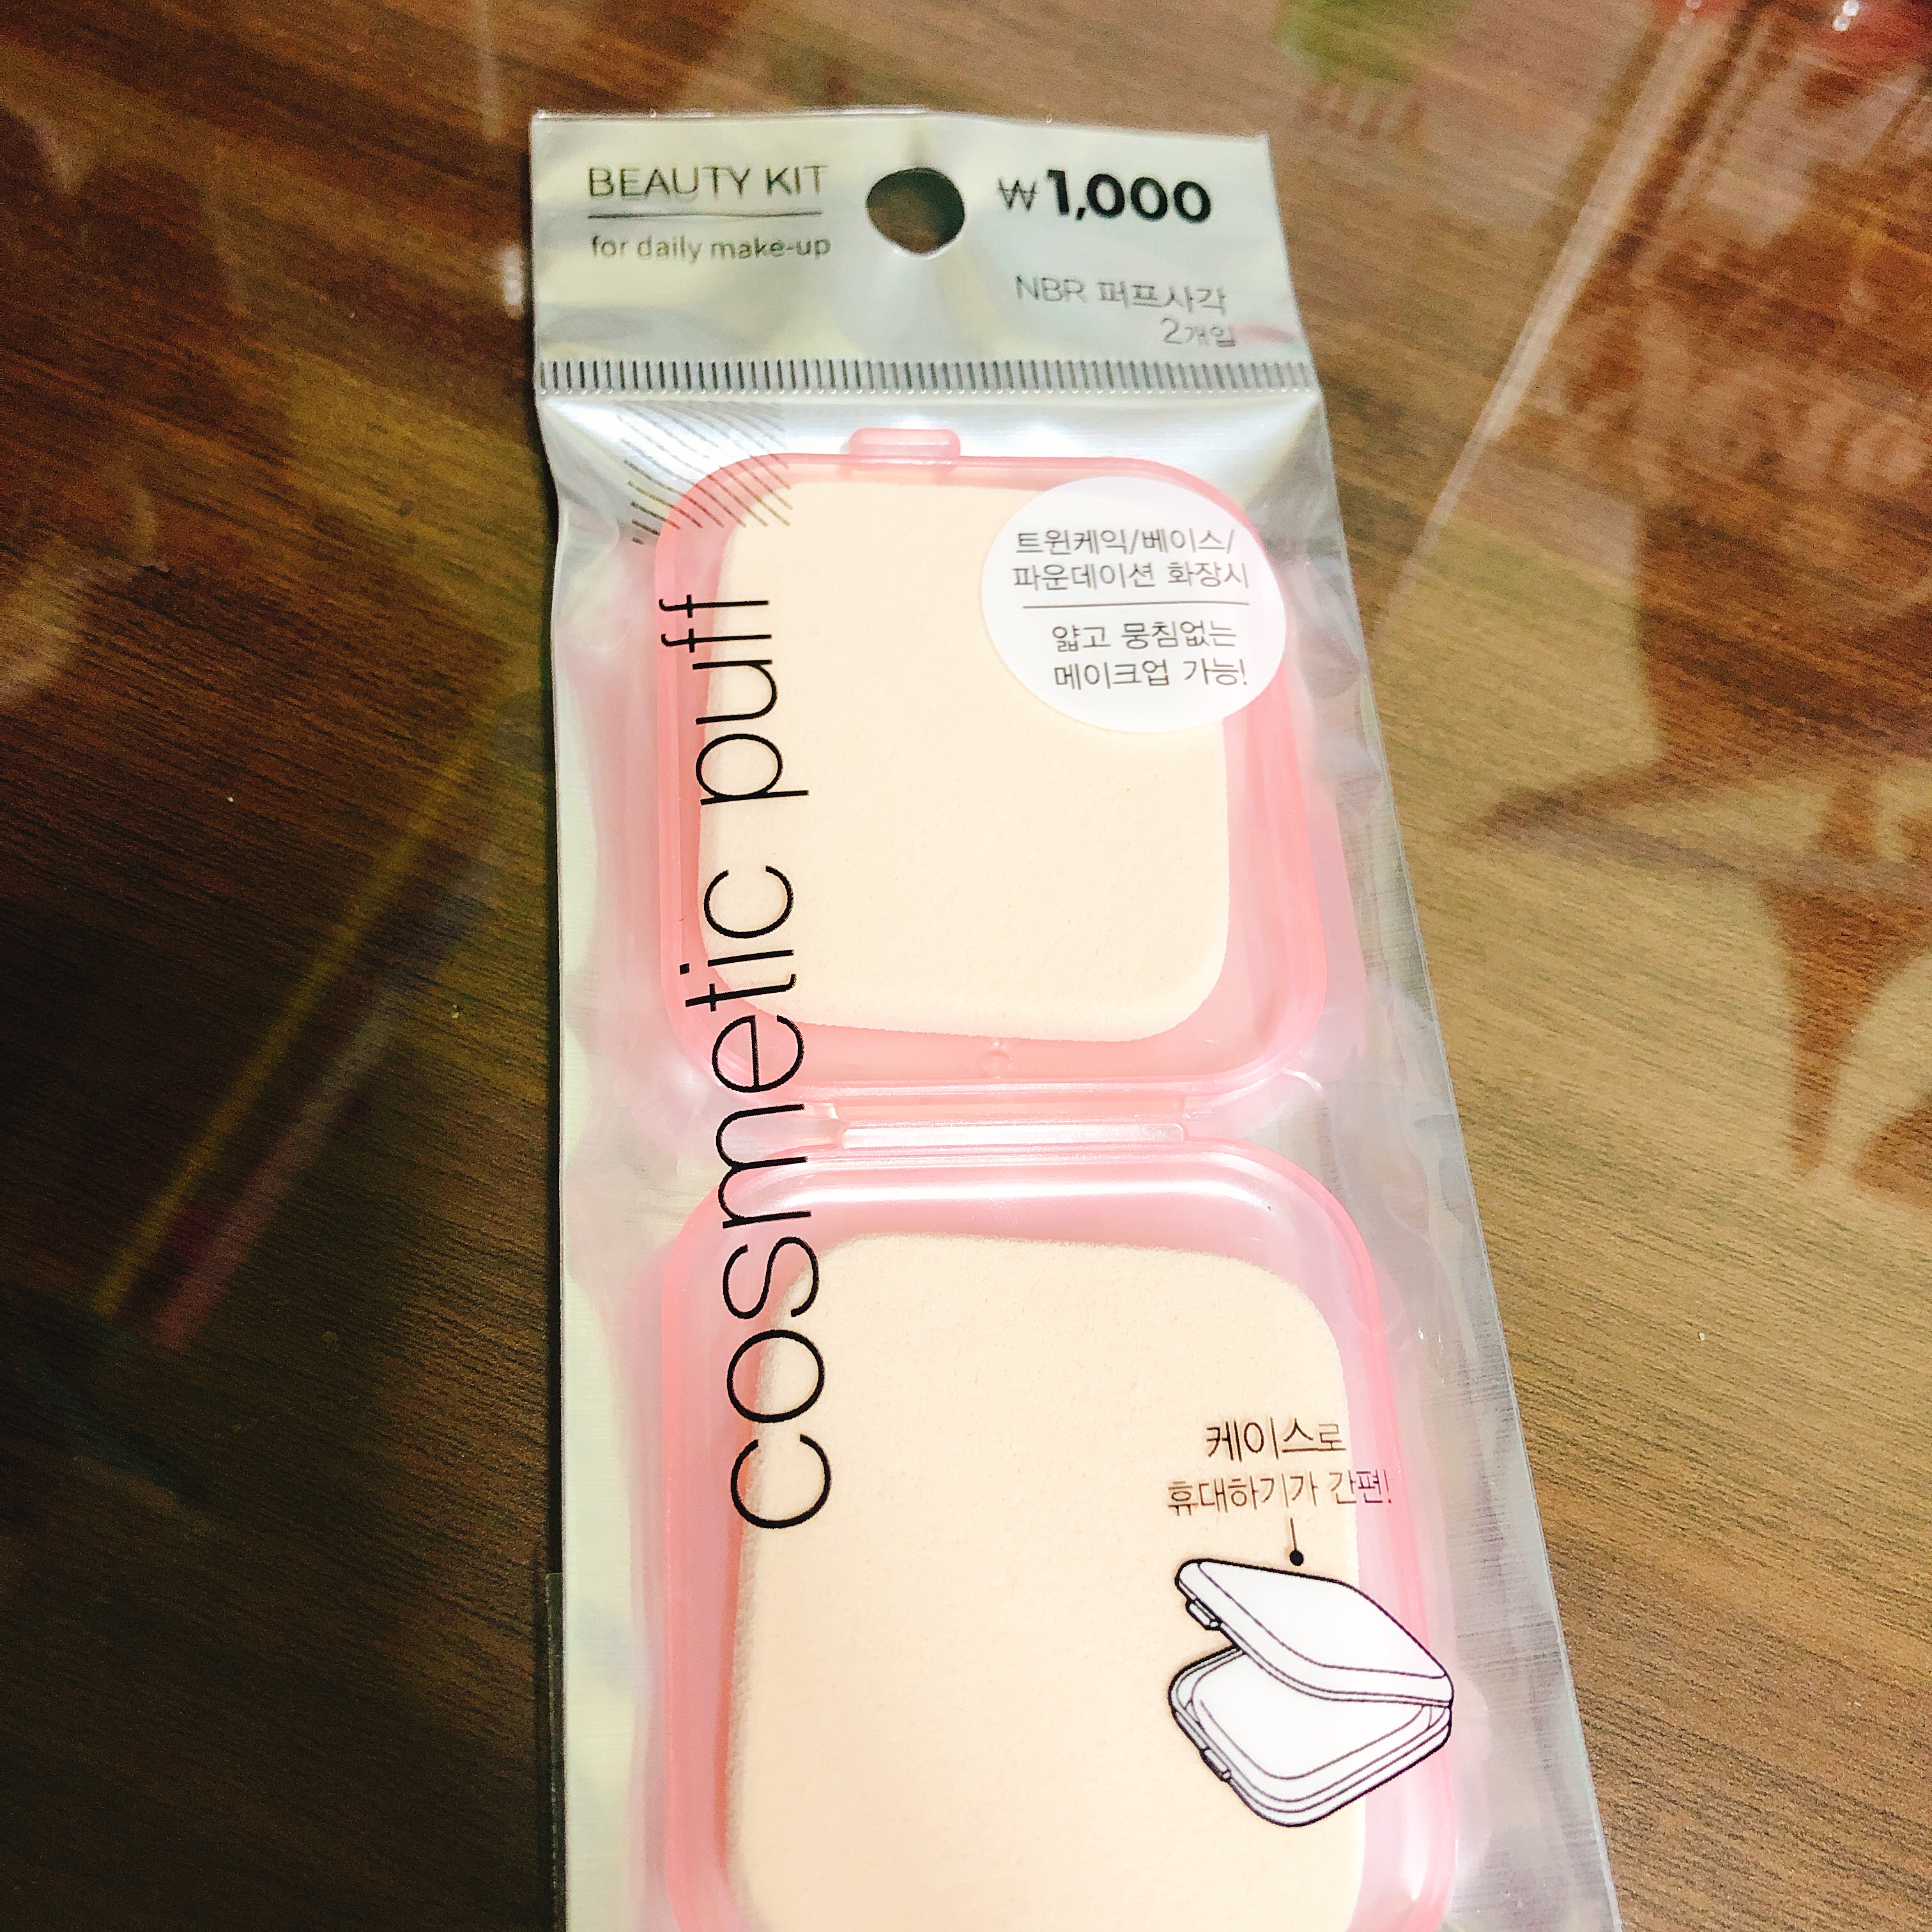 BEAUTY KIT
for daily make-up
₩1,000
NBR 퍼프사각
2개입
트윈케익/베이스/
파운데이션 화장시
얇고 뭉침없는
메이크업 가능!
cosmetic puff
케이스로
휴대하기가 간편!